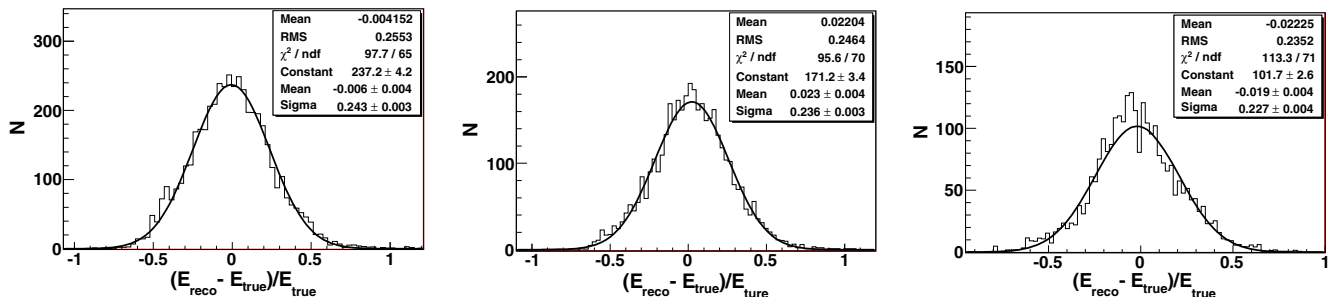 Mean -0.004152
RMS 0.2553
χ² / ndf 97.7 / 65
Constant 237.2 ± 4.2
Mean -0.006 ± 0.004
Sigma 0.243 ± 0.003
300
200
100
0
N
-1 -0.5 0 0.5 1
(E_reco - E_true)/E_true
Mean 0.02204
RMS 0.2464
χ² / ndf 95.6 / 70
Constant 171.2 ± 3.4
Mean 0.023 ± 0.004
Sigma 0.236 ± 0.003
200
100
0
N
-1 -0.5 0 0.5 1
(E_reco - E_true)/E_ture
Mean -0.02225
RMS 0.2352
χ² / ndf 113.3 / 71
Constant 101.7 ± 2.6
Mean -0.019 ± 0.004
Sigma 0.227 ± 0.004
150
100
50
0
N
-0.5 0 0.5 1
(E_reco - E_true)/E_true